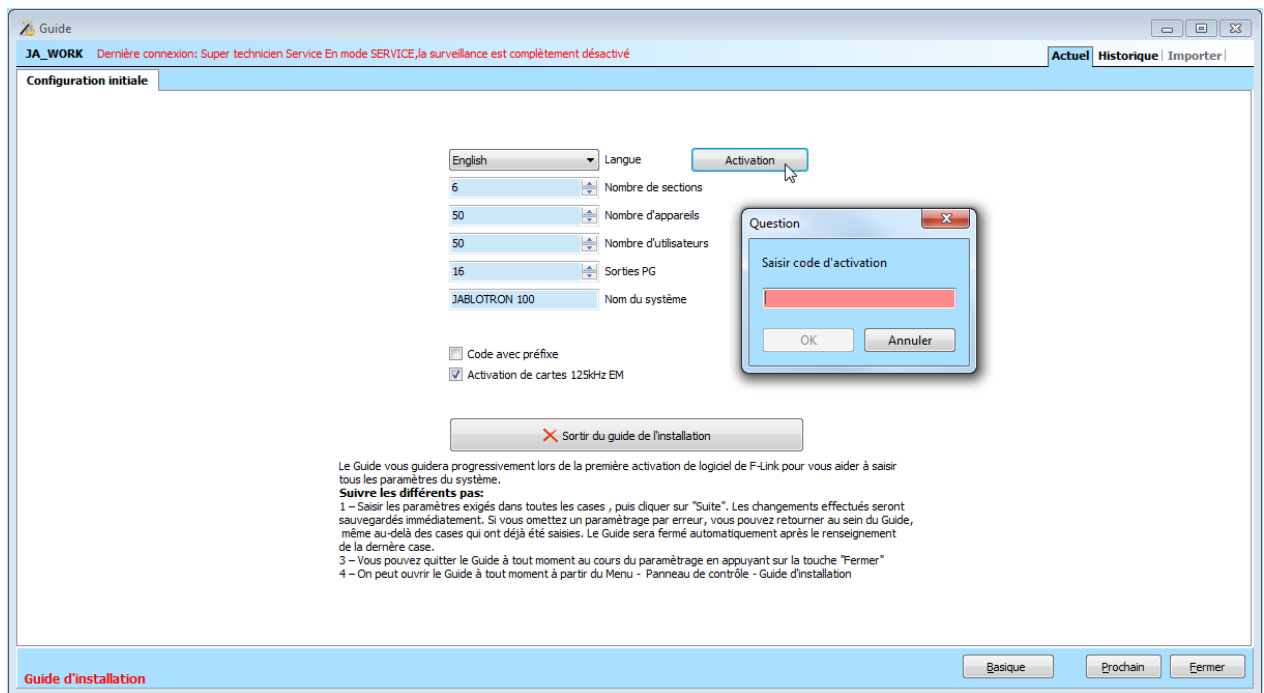 Guide
JA_WORK Dernière connexion: Super technicien Service En mode SERVICE,la surveillance est complètement désactivé
Actuel Historique Importer
Configuration initiale
English Langue Activation
6 Nombre de sections
50 Nombre d'appareils
50 Nombre d'utilisateurs
16 Sorties PG
JABLOTRON 100 Nom du système
Question
Saisir code d'activation
OK Annuler
Code avec préfixe
Activation de cartes 125kHz EM
Sortir du guide de l'installation
Le Guide vous guidera progressivement lors de la première activation de logiciel de F-Link pour vous aider à saisir
tous les paramètres du système.
Suivre les différents pas:
1 – Saisir les paramètres exigés dans toutes les cases , puis cliquer sur "Suite". Les changements effectués seront
sauvegardés immédiatement. Si vous omettez un paramètrage par erreur, vous pouvez retourner au sein du Guide,
même au-delà des cases qui ont déjà été saisies. Le Guide sera fermé automatiquement après le renseignement
de la dernère case.
3 – Vous pouvez quitter le Guide à tout moment au cours du paramètrage en appuyant sur la touche "Fermer"
4 – On peut ouvrir le Guide à tout moment à partir du Menu - Panneau de contrôle - Guide d'installation
Guide d'installation
Basique Prochain Fermer